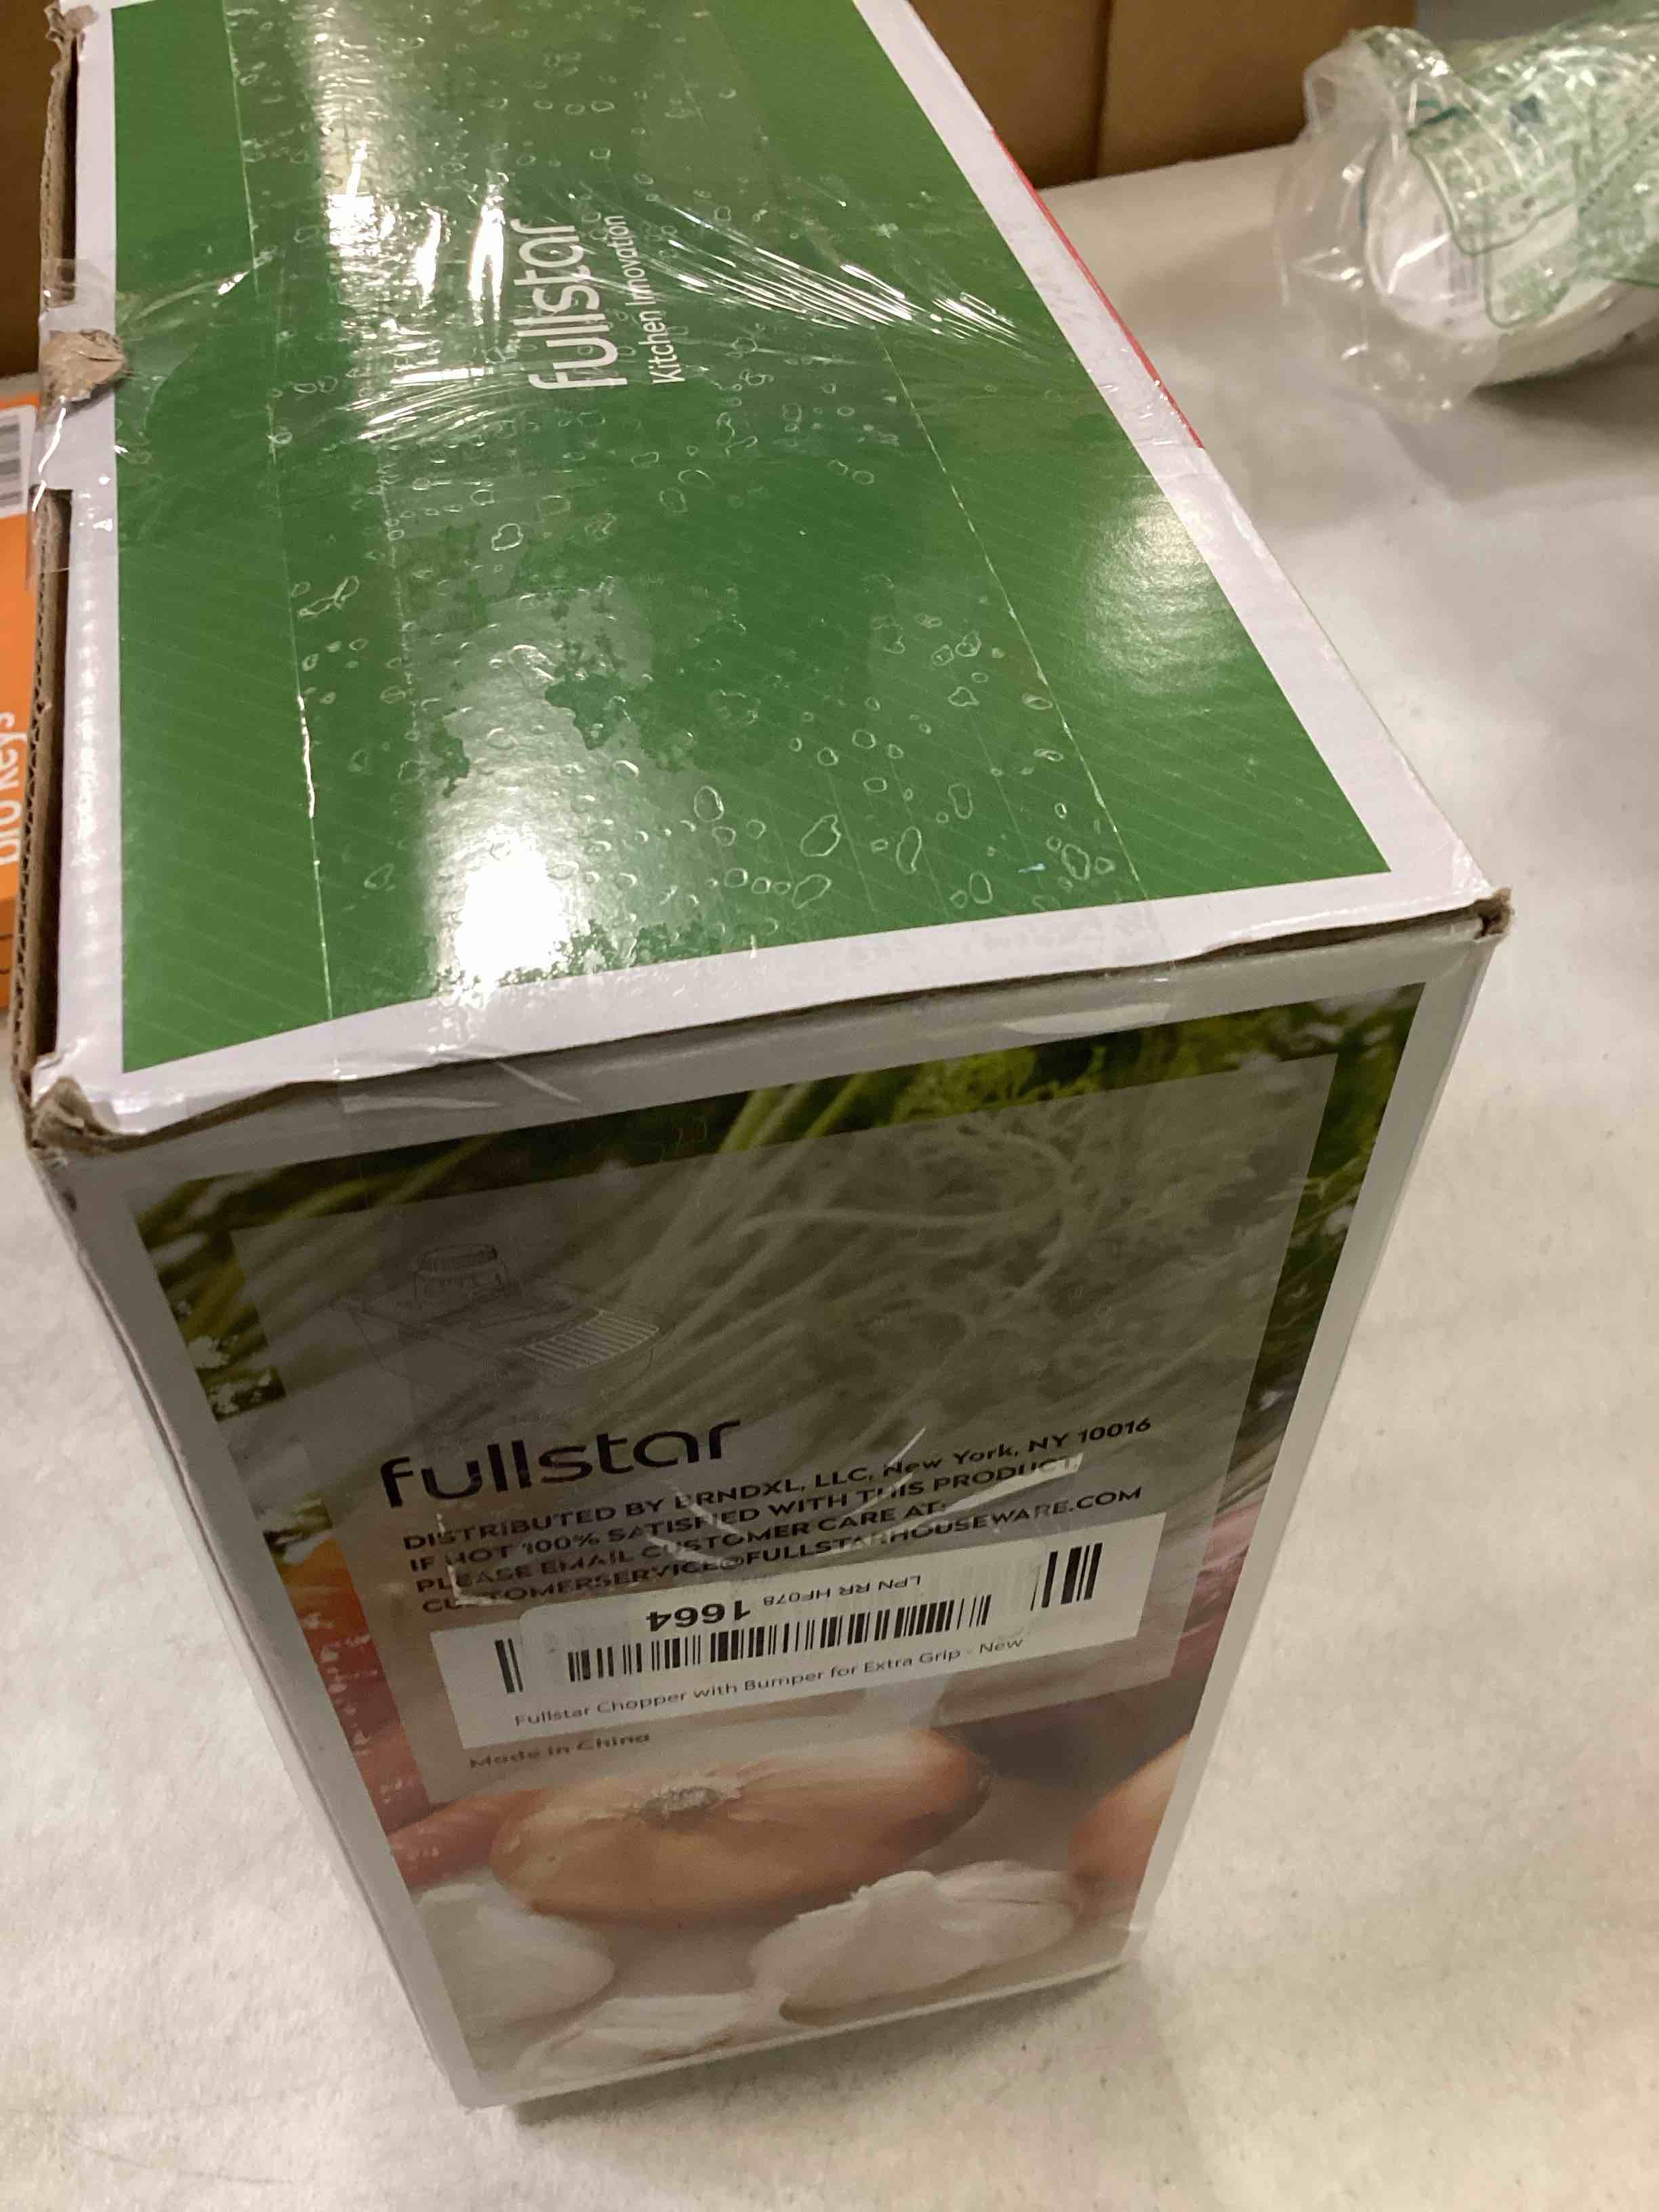 fullstar
Kitchen Innovation
pro keys
fullstar
DISTRIBUTED BY BRNDXL, LLC, New York, NY 10016
IF NOT 100% SATISFIED WITH THIS PRODUCT,
PLEASE EMAIL CUSTOMER CARE AT:
CUSTOMERSERVICE@FULLSTARHOUSEWARE.COM
LPN RR HF078 1664
Fullstar Chopper with Bumper for Extra Grip - New
Made in China